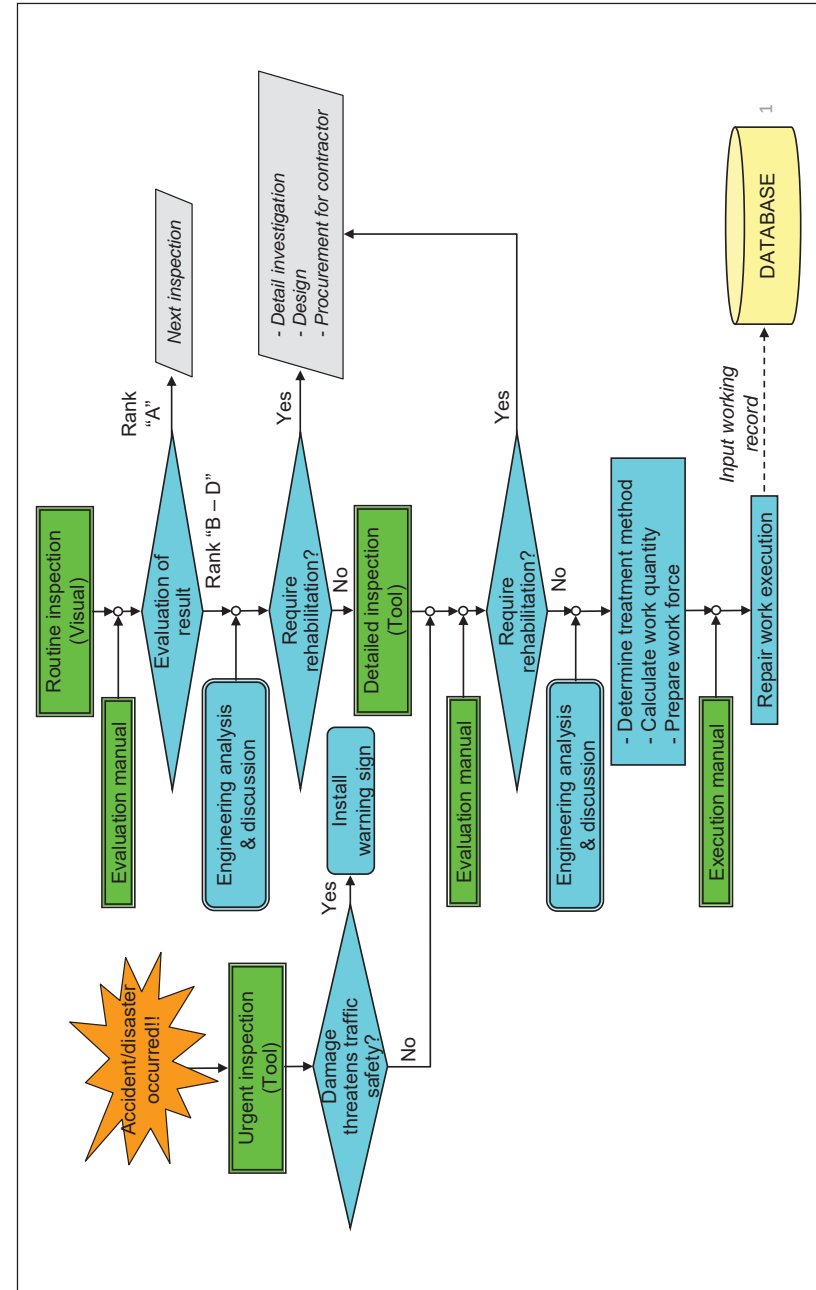 Accident/disaster
occurred!!
Urgent inspection
(Tool)
Damage
threatens traffic
safety?
Yes
No
Install
warning sign
Routine inspection
(Visual)
Evaluation manual
Evaluation of
result
Rank
“A”
Next inspection
Rank “B – D”
Engineering analysis
& discussion
Require
rehabilitation?
Yes
- Detail investigation
- Design
- Procurement for contractor
No
Detailed inspection
(Tool)
Evaluation manual
Require
rehabilitation?
Yes
No
Engineering analysis
& discussion
- Determine treatment method
- Calculate work quantity
- Prepare work force
Execution manual
Repair work execution
Input working
record
DATABASE
1